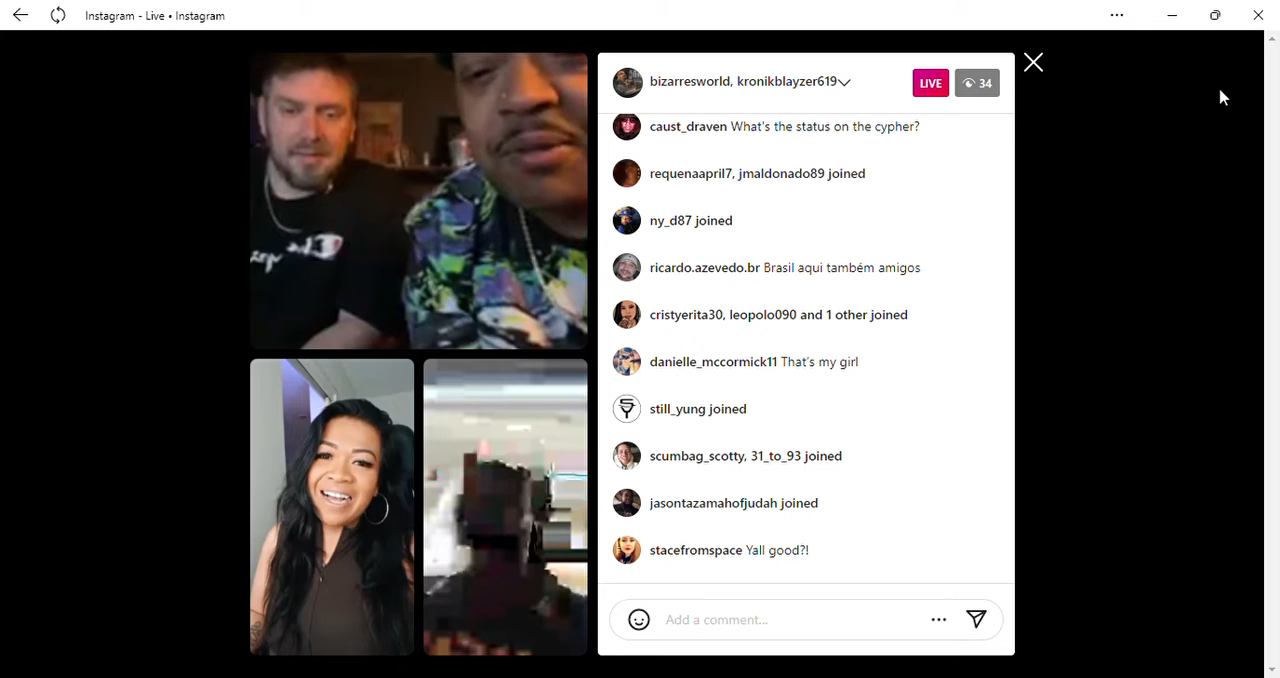 Instagram - Live • Instagram
bizarresworld, kronikblayzer619
LIVE
34
caust_draven What's the status on the cypher?
requenaapril7, jmaldonado89 joined
ny_d87 joined
ricardo.azevedo.br Brasil aqui também amigos
cristyerita30, leopolo090 and 1 other joined
danielle_mccormick11 That's my girl
still_yung joined
scumbag_scotty, 31_to_93 joined
jasontazamahofjudah joined
stacefromspace Yall good?!
Add a comment...